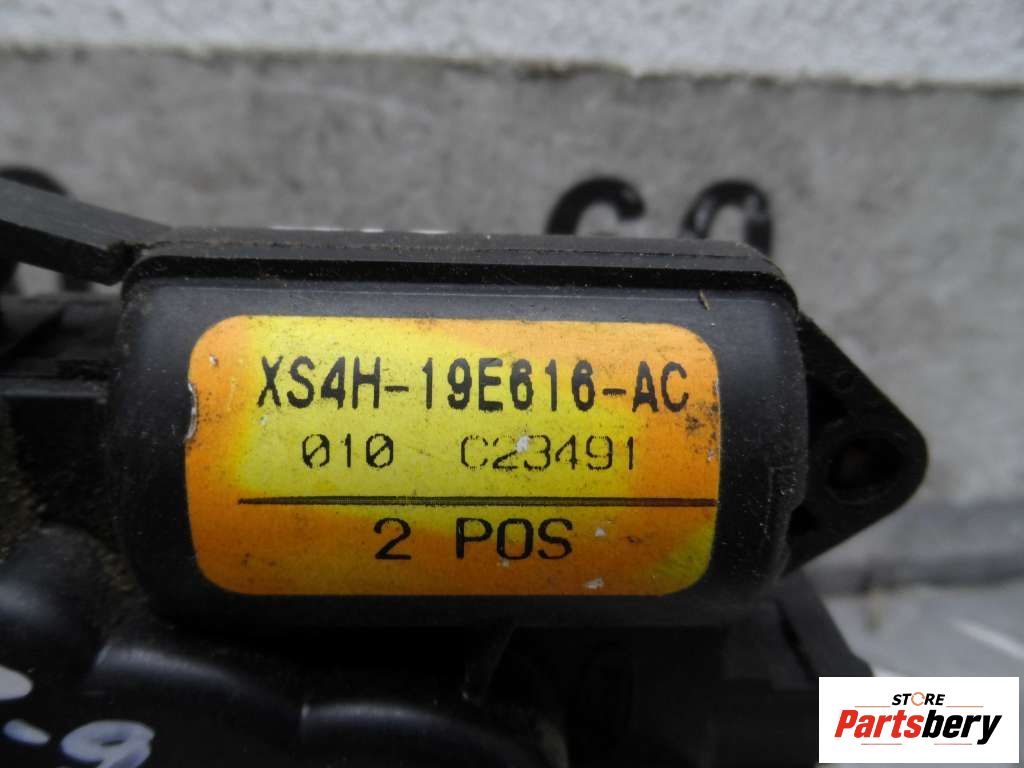 XS4H-19E616-AC
010 C23491
2 POS
STORE
Partsbery